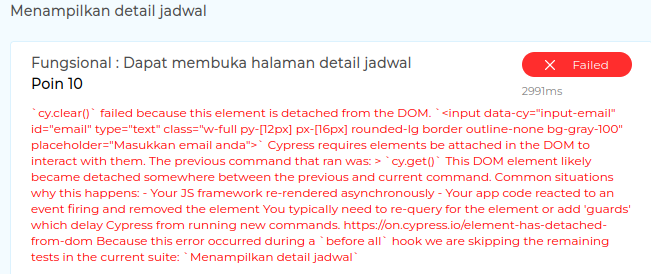 Menampilkan detail jadwal
Fungsional : Dapat membuka halaman detail jadwal
Failed
Poin 10
2991ms
`cy.clear()` failed because this element is detached from the DOM. `<input data-cy="input-email"
id="email" type="text" class="w-full py-[12px] px-[16px] rounded-lg border outline-none bg-gray-100"
placeholder="Masukkan email anda">` Cypress requires elements be attached in the DOM to
interact with them. The previous command that ran was: > `cy.get()` This DOM element likely
became detached somewhere between the previous and current command. Common situations
why this happens: - Your JS framework re-rendered asynchronously - Your app code reacted to an
event firing and removed the element You typically need to re-query for the element or add 'guards'
which delay Cypress from running new commands. https://on.cypress.io/element-has-detached-
from-dom Because this error occurred during a `before all` hook we are skipping the remaining
tests in the current suite: `Menampilkan detail jadwal`